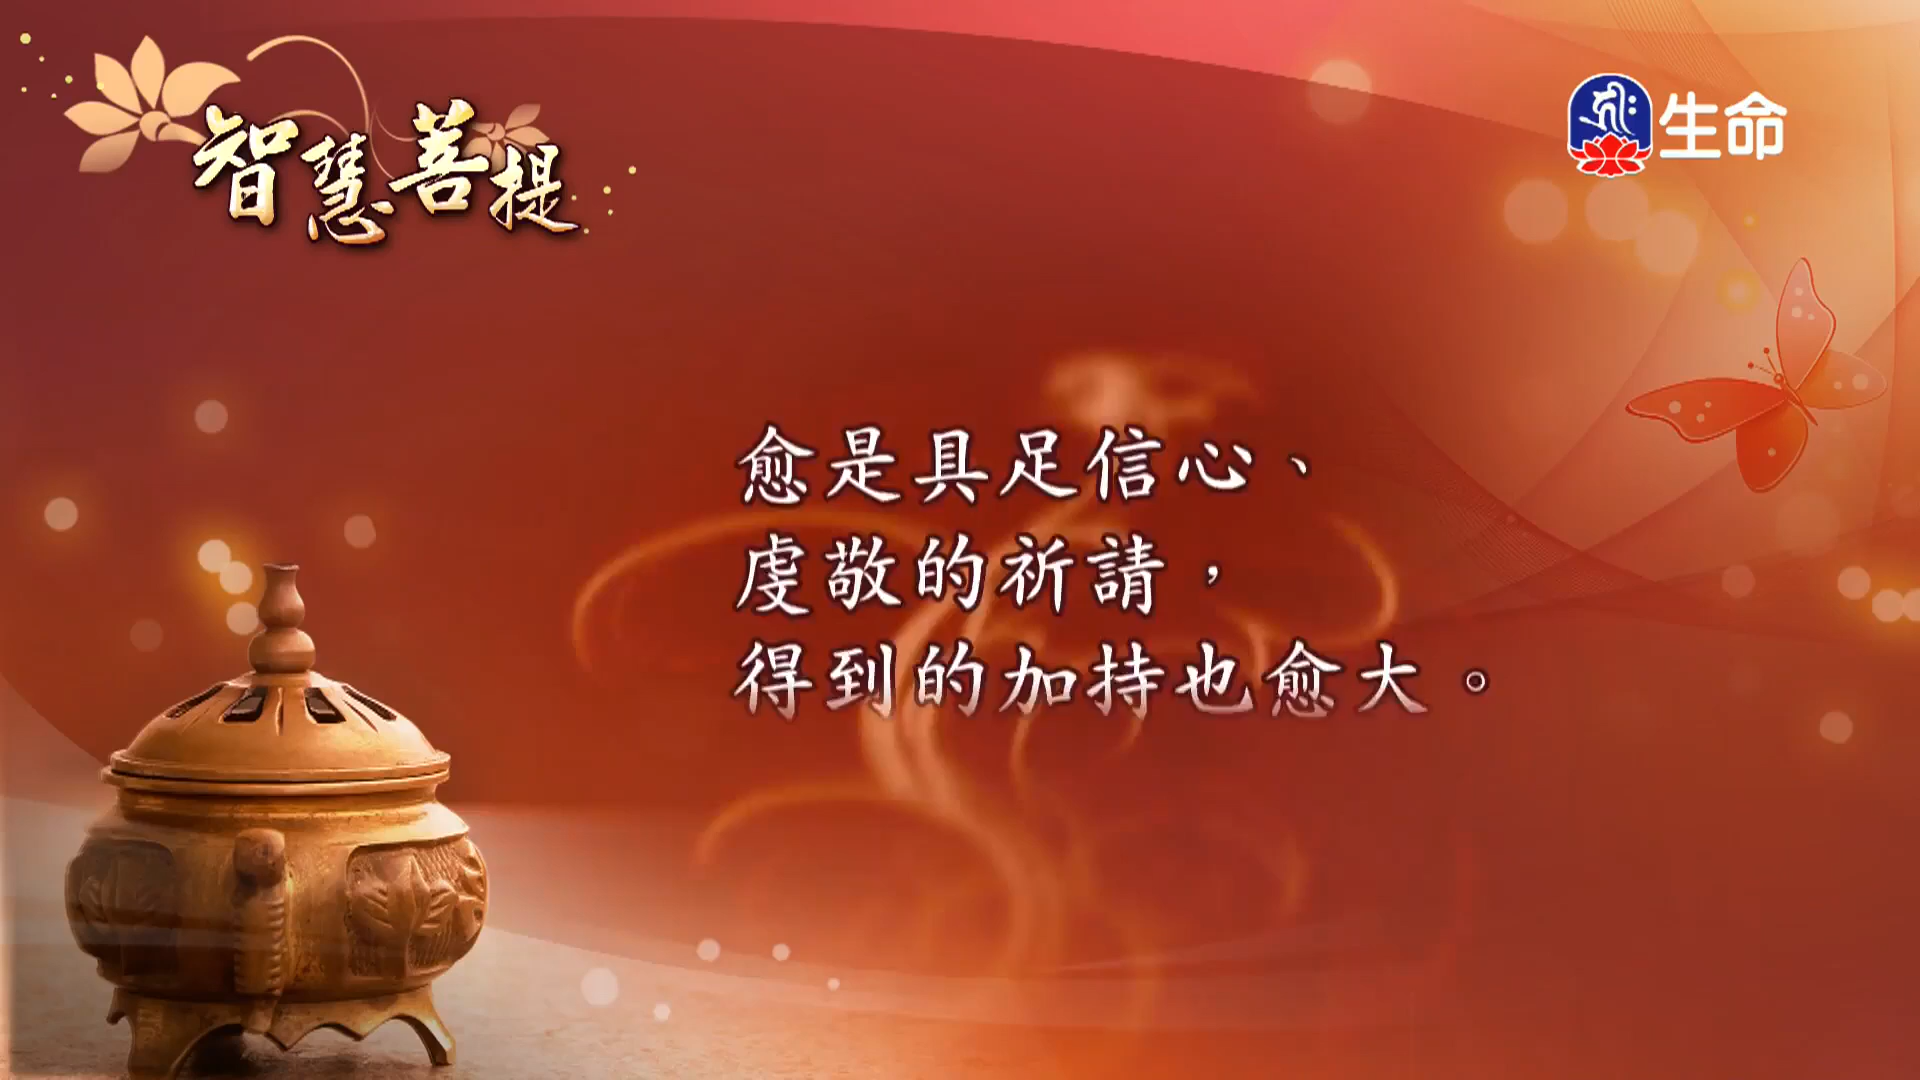 智慧菩提
生命
愈是具足信心、
虔敬的祈請，
得到的加持也愈大。